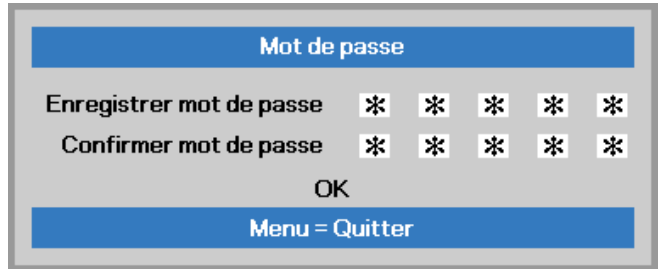 Mot de passe
Enregistrer mot de passe * * * * *
Confirmer mot de passe * * * * *
OK
Menu = Quitter